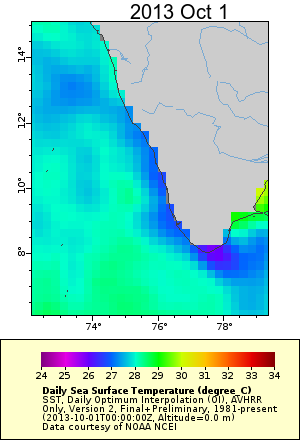 2013 Oct 1
14°
12°
10°
8°
74° 76° 78°
24 25 26 27 28 29 30 31 32 33 34
Daily Sea Surface Temperature (degree_C)
SST, Daily Optimum Interpolation (OI), AVHRR
Only, Version 2, Final+Preliminary, 1981-present
(2013-10-01T00:00:00Z, Altitude=0.0 m)
Data courtesy of NOAA NCEI